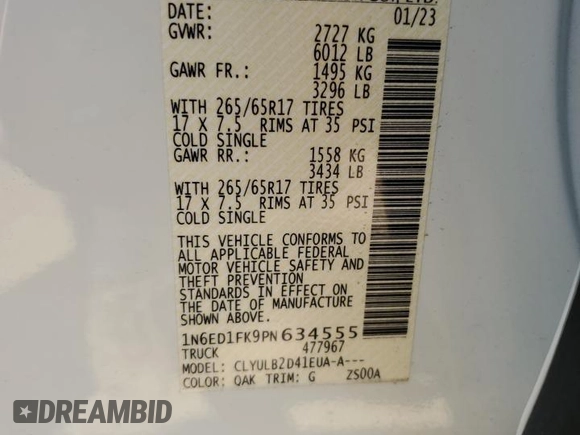 CO., LTD.
DATE: 01/23
GVWR: 2727 KG
6012 LB
GAWR FR.: 1495 KG
3296 LB
WITH 265/65R17 TIRES
17 X 7.5 RIMS AT 35 PSI
COLD SINGLE
GAWR RR.: 1558 KG
3434 LB
WITH 265/65R17 TIRES
17 X 7.5 RIMS AT 35 PSI
COLD SINGLE
THIS VEHICLE CONFORMS TO
ALL APPLICABLE FEDERAL
MOTOR VEHICLE SAFETY AND
THEFT PREVENTION
STANDARDS IN EFFECT ON
THE DATE OF MANUFACTURE
SHOWN ABOVE.
1N6ED1FK9PN634555
TRUCK 477967
MODEL: CLYULBZD41EUA-A---
COLOR: QAK TRIM: G ZS00A
DREAMBID